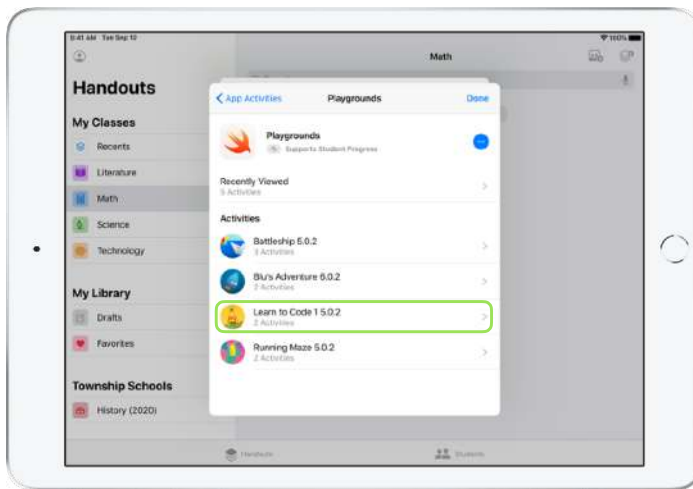 9:41 AM Tue Sep 12
100%
Math
Handouts
My Classes
Recents
Literature
Math
Science
Technology
My Library
Drafts
Favorites
Township Schools
History (2020)
App Activities
Playgrounds
Done
Playgrounds
Supports Student Progress
Recently Viewed
5 Activities
Activities
Battleship 5.0.2
3 Activities
Blu's Adventure 6.0.2
2 Activities
Learn to Code 1 5.0.2
2 Activities
Running Maze 5.0.2
2 Activities
Handouts
Students